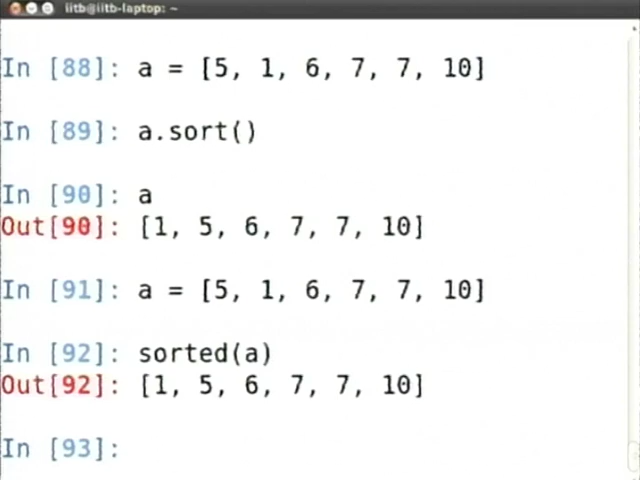 iitb@iitb-laptop: ~
In [88]: a = [5, 1, 6, 7, 7, 10]
In [89]: a.sort()
In [90]: a
Out[90]: [1, 5, 6, 7, 7, 10]
In [91]: a = [5, 1, 6, 7, 7, 10]
In [92]: sorted(a)
Out[92]: [1, 5, 6, 7, 7, 10]
In [93]: